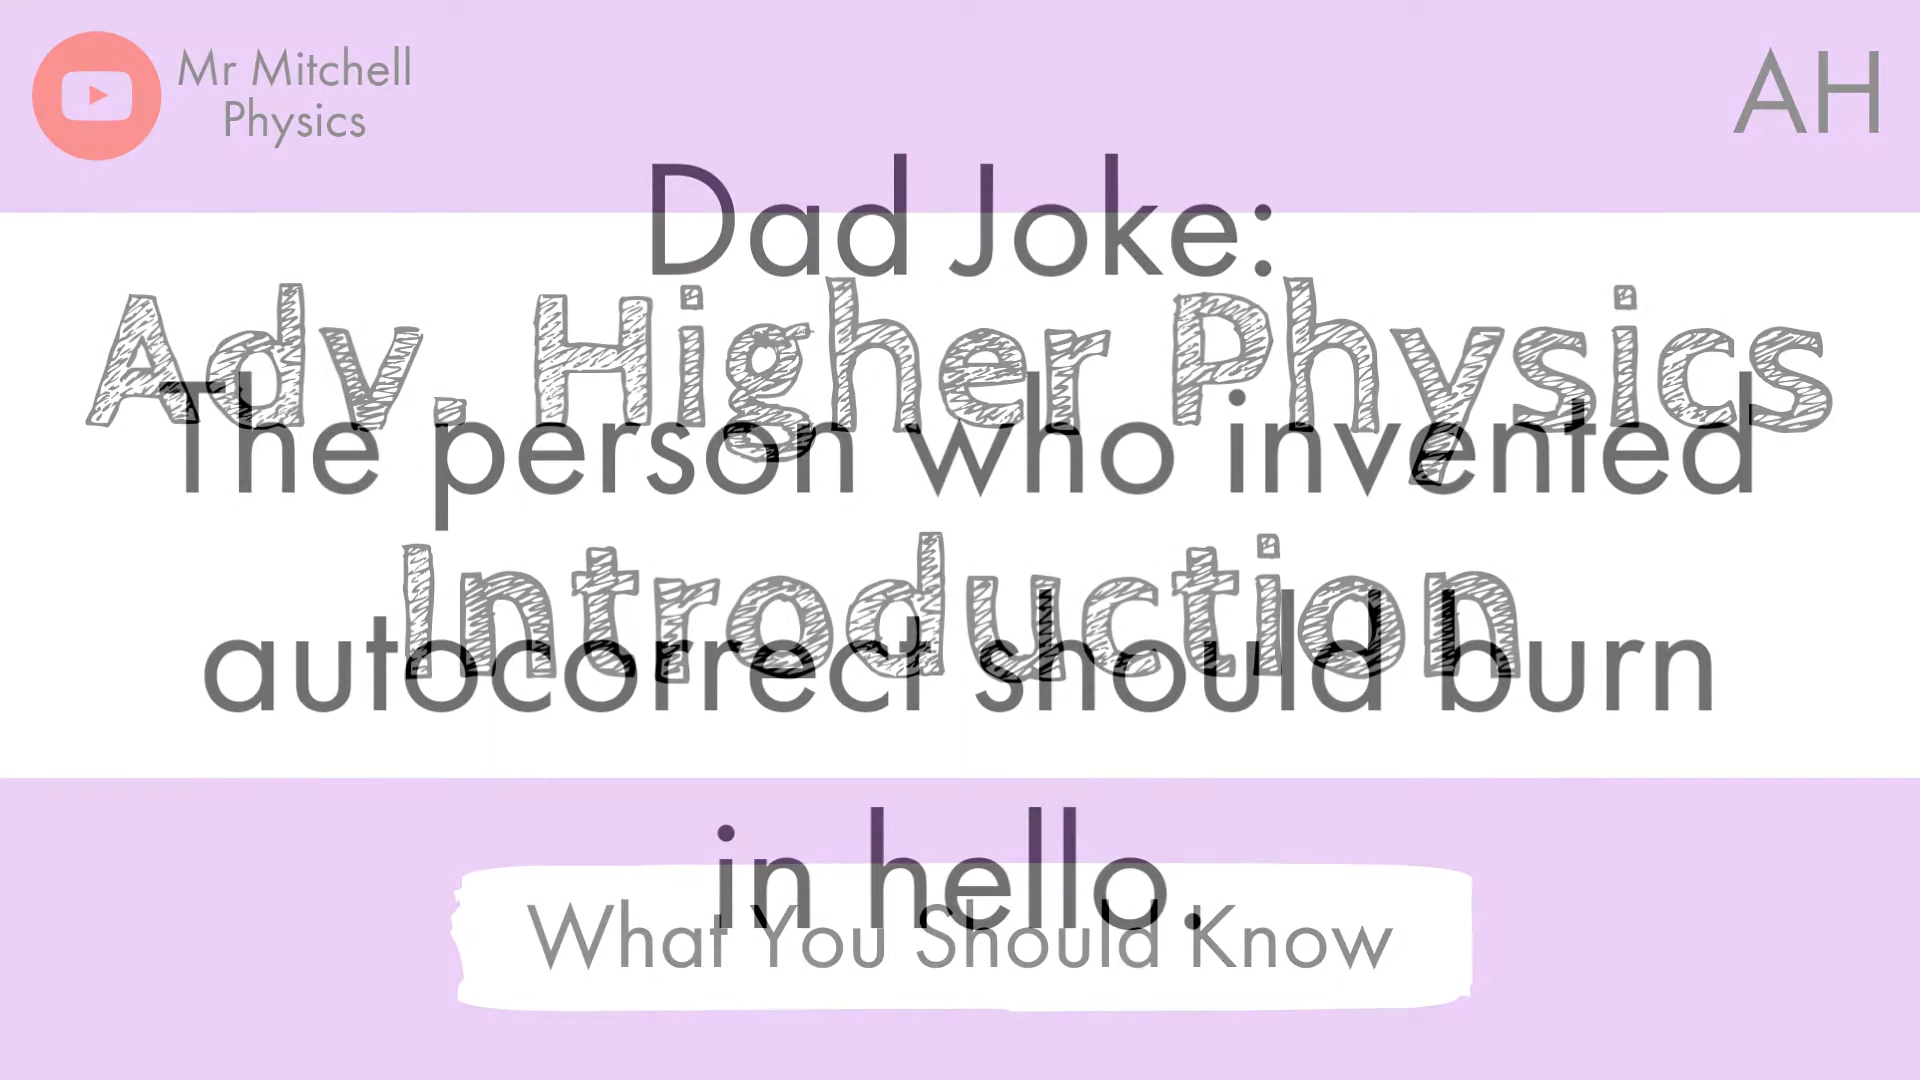 Mr Mitchell
Physics
AH
Dad Joke:
Adv. Higher Physics
The person who invented
Introduction
autocorrect should burn
in hello.
What You Should Know